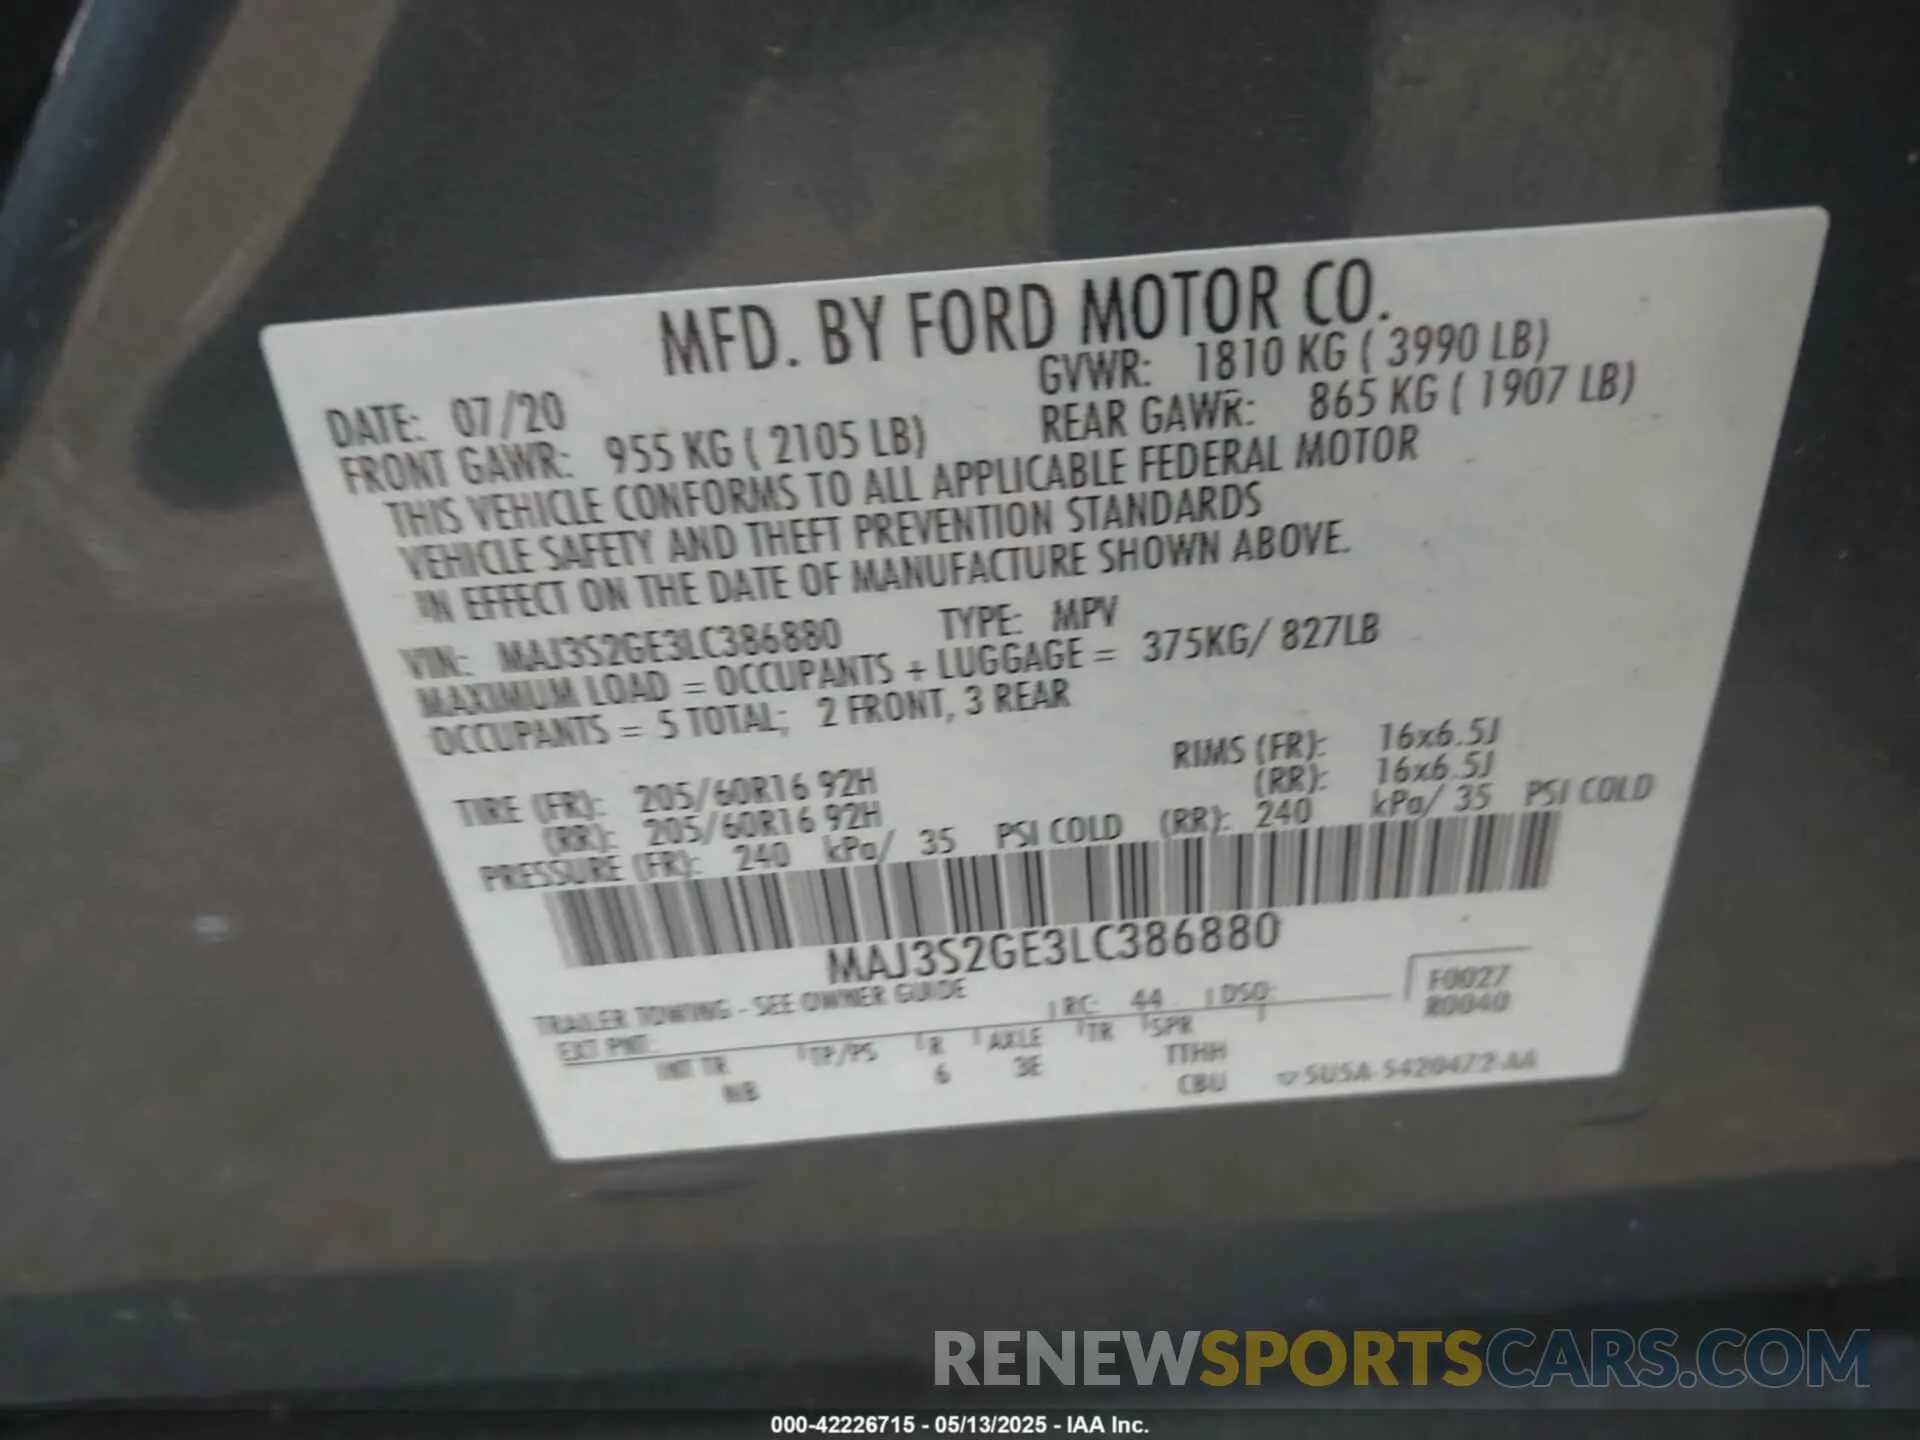 MFD. BY FORD MOTOR CO.
DATE: 07/20 GVWR: 1810 KG ( 3990 LB)
FRONT GAWR: 955 KG ( 2105 LB) REAR GAWR: 865 KG ( 1907 LB)
THIS VEHICLE CONFORMS TO ALL APPLICABLE FEDERAL MOTOR
VEHICLE SAFETY AND THEFT PREVENTION STANDARDS
IN EFFECT ON THE DATE OF MANUFACTURE SHOWN ABOVE.
VIN: MAJ3S2GE3LC386880 TYPE: MPV
MAXIMUM LOAD = OCCUPANTS + LUGGAGE = 375KG/ 827LB
OCCUPANTS = 5 TOTAL; 2 FRONT, 3 REAR
TIRE (FR): 205/60R16 92H RIMS (FR): 16x6.5J
(RR): 205/60R16 92H (RR): 16x6.5J
PRESSURE (FR): 240 kPa/ 35 PSI COLD (RR): 240 kPa/ 35 PSI COLD
MAJ3S2GE3LC386880
TRAILER TOWING - SEE OWNER GUIDE
EXT PNT: RC: 44 DSO: F0027
R0040
INT TR TP/PS R AXLE TR SPR
NB 6 3E TTHH
CBU SU5A-5420472-AA
RENEWSPORTSCARS.COM
000-42226715 - 05/13/2025 - IAA Inc.